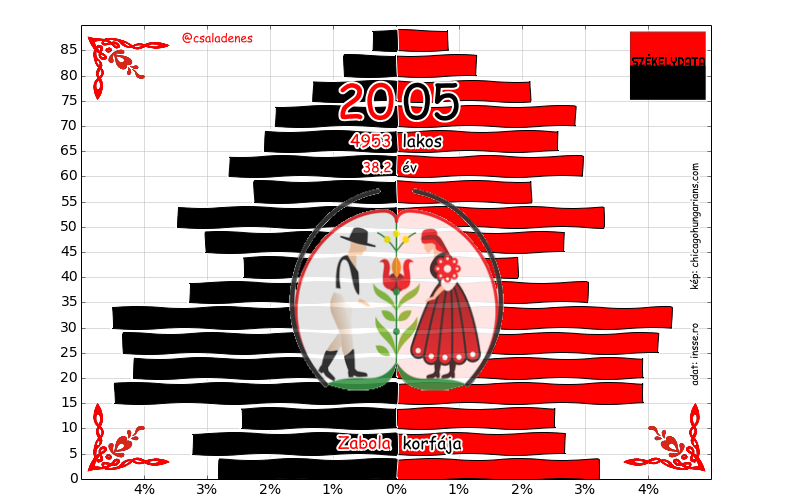 @csaladenes
SZÉKELYDATA
2005
4953 lakos
38,2 év
kép: chicagohungarians.com
adat: insse.ro
Zabola korfája
85
80
75
70
65
60
55
50
45
40
35
30
25
20
15
10
5
0
4% 3% 2% 1% 0% 1% 2% 3% 4%